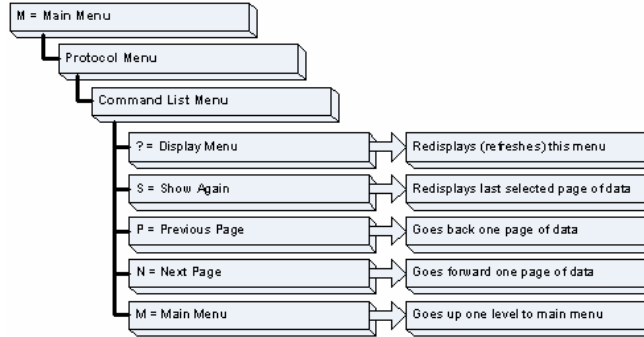 M = Main Menu
Protocol Menu
Command List Menu
? = Display Menu
Redisplays (refreshes) this menu
S = Show Again
Redisplays last selected page of data
P = Previous Page
Goes back one page of data
N = Next Page
Goes forward one page of data
M = Main Menu
Goes up one level to main menu